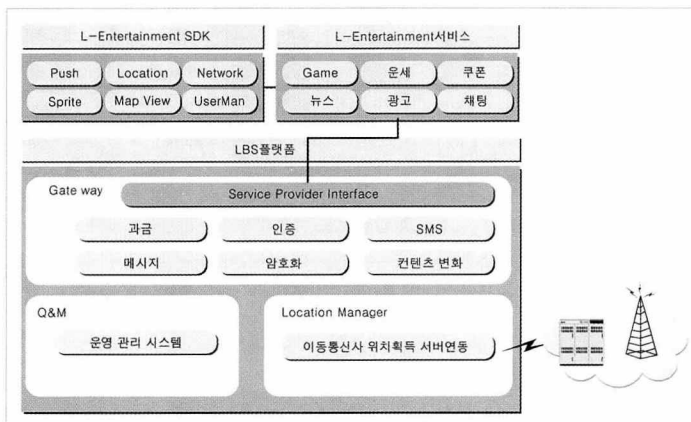 L-Entertainment SDK
L-Entertainment서비스
Push Location Network
Sprite Map View UserMan
Game 운세 쿠폰
뉴스 광고 채팅
LBS플랫폼
Gate way
Service Provider Interface
과금 인증 SMS
메시지 암호화 컨텐츠 변화
Q&M
운영 관리 시스템
Location Manager
이동통신사 위치획득 서버연동